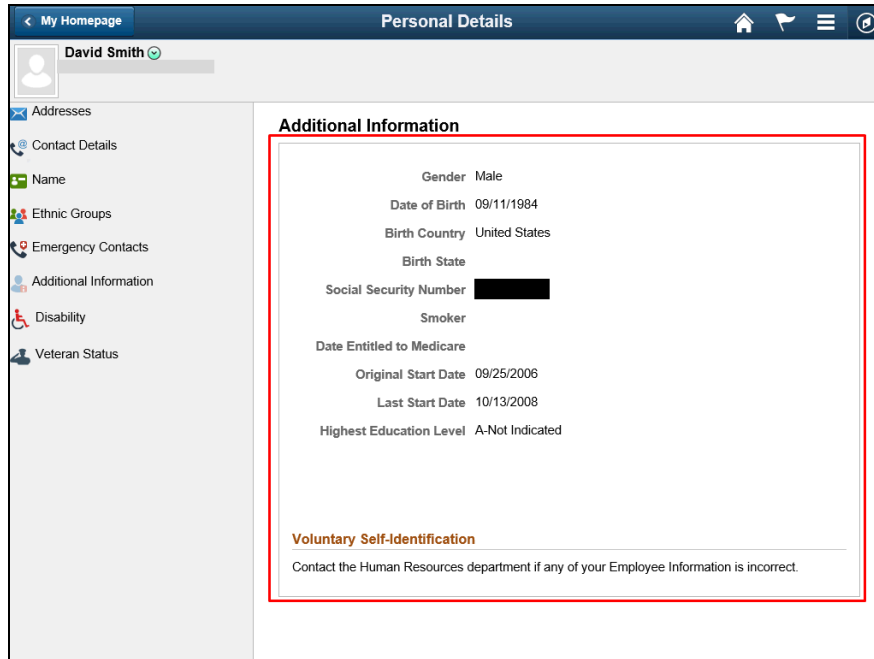 My Homepage
Personal Details
David Smith
Addresses
Contact Details
Name
Ethnic Groups
Emergency Contacts
Additional Information
Disability
Veteran Status
Additional Information
Gender Male
Date of Birth 09/11/1984
Birth Country United States
Birth State
Social Security Number
Smoker
Date Entitled to Medicare
Original Start Date 09/25/2006
Last Start Date 10/13/2008
Highest Education Level A-Not Indicated
Voluntary Self-Identification
Contact the Human Resources department if any of your Employee Information is incorrect.